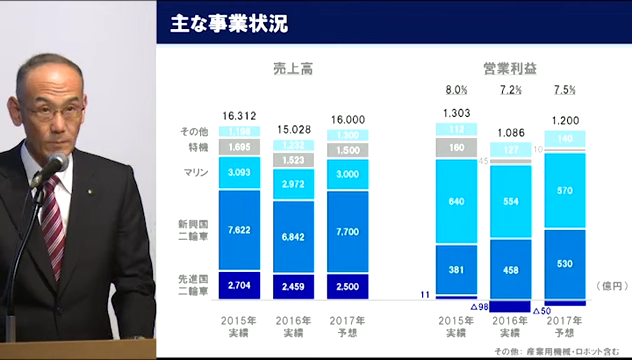 主な事業状況
売上高
営業利益
8.0% 7.2% 7.5%
16.312 15.028 16.000
1.303 1.086 1.200
その他 1.198 1.233 1.300
112 127 140
特機 1.695 1.523 1.500
160 45 10
マリン 3.093 2.972 3.000
640 554 570
新興国
二輪車 7.622 6.842 7.700
381 458 530
先進国
二輪車 2.704 2.459 2.500
11 △98 △50
(億円)
2015年 2016年 2017年
実績 実績 予想
2015年 2016年 2017年
実績 実績 予想
その他: 産業用機械・ロボット含む